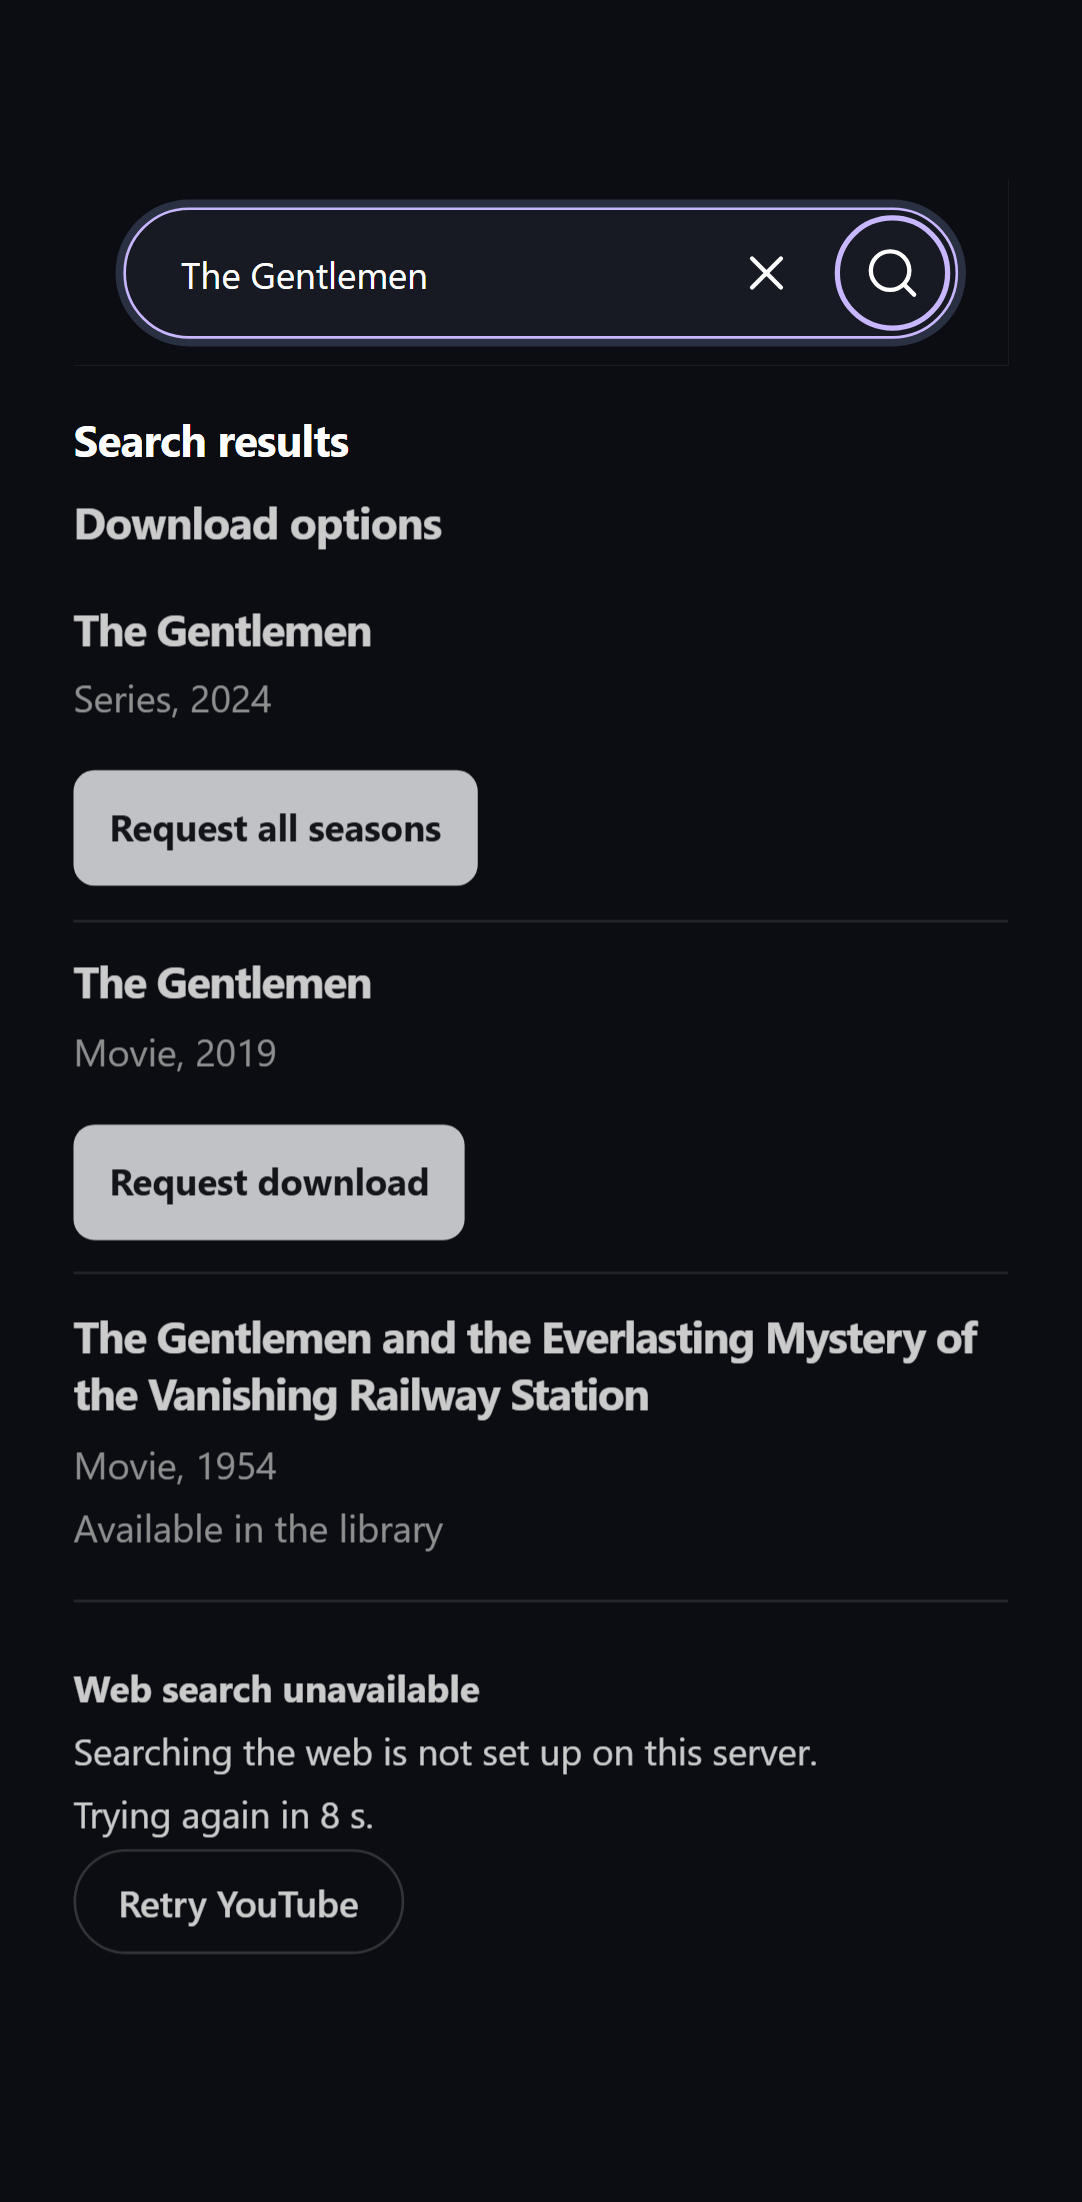 The Gentlemen
Search results
Download options
The Gentlemen
Series, 2024
Request all seasons
The Gentlemen
Movie, 2019
Request download
The Gentlemen and the Everlasting Mystery of
the Vanishing Railway Station
Movie, 1954
Available in the library
Web search unavailable
Searching the web is not set up on this server.
Trying again in 8 s.
Retry YouTube